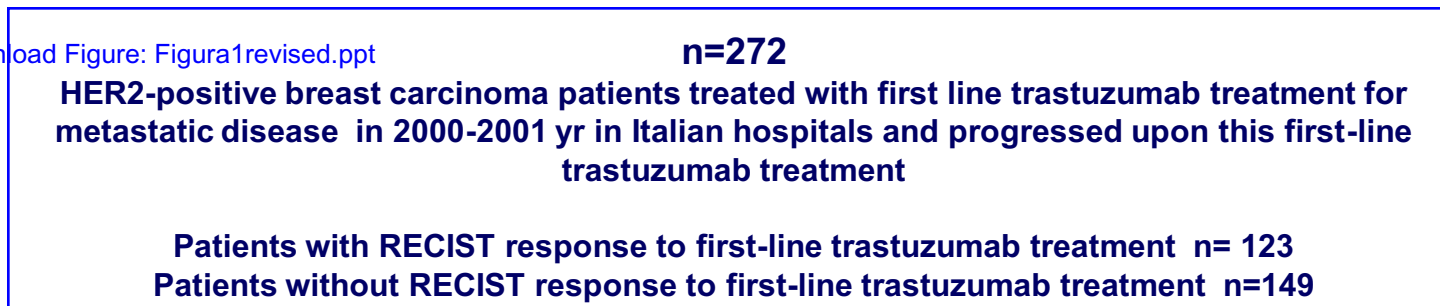 load Figure: Figura1revised.ppt
n=272
HER2-positive breast carcinoma patients treated with first line trastuzumab treatment for
metastatic disease in 2000-2001 yr in Italian hospitals and progressed upon this first-line
trastuzumab treatment
Patients with RECIST response to first-line trastuzumab treatment n= 123
Patients without RECIST response to first-line trastuzumab treatment n=149